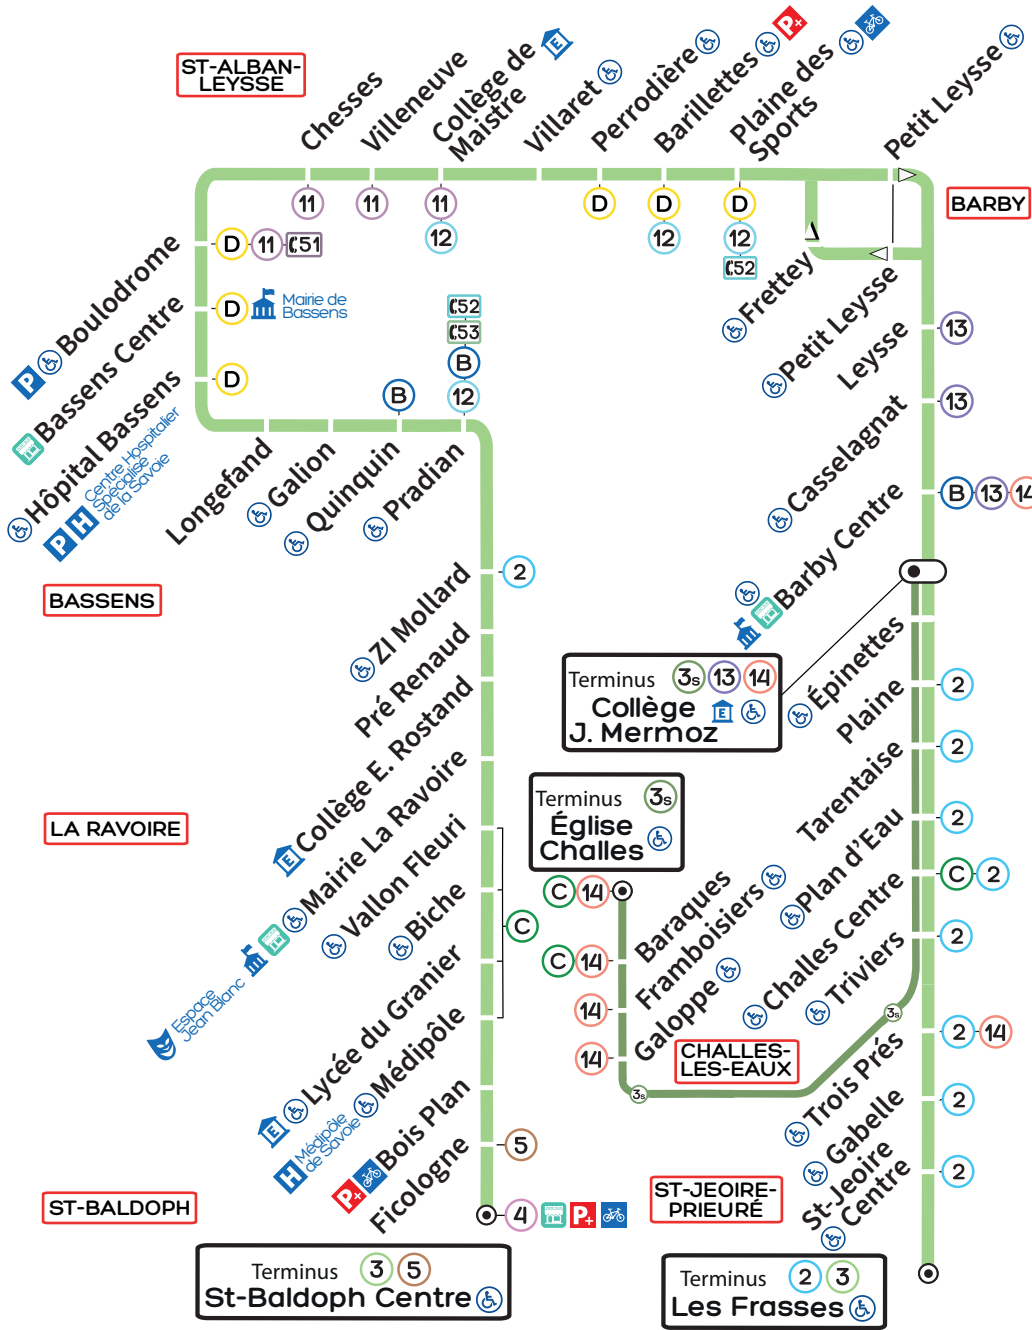 ST-ALBAN-
LEYSSE
Chesses
Villeneuve
Collège de
Maistre
E
Villaret
Perrodière
Barillettes
P+
Plaine des
Sports
Petit Leysse
BARBY
11
11
11
12
D
D
12
D
12
52
Boulodrome
P
D
11
51
Bassens Centre
D
Mairie de
Bassens
Hôpital Bassens
D
P
H
Centre Hospitalier
Spécialisé
de la Savoie
52
53
B
12
B
Longefand
Galion
Quinquin
Pradian
Frettey
Petit Leysse
Leysse
13
Casselagnat
13
Barby Centre
B
13
14
BASSENS
ZI Mollard
2
Pré Renaud
Collège E. Rostand
E
Mairie La Ravoire
Espace
Jean Blanc
LA RAVOIRE
Vallon Fleuri
Biche
C
Lycée du Granier
E
Médipôle
H
Médipôle
de Savoie
Bois Plan
P+
Ficologne
5
4
P+
ST-BALDOPH
Terminus 3 5
St-Baldoph Centre
Terminus 3s 13 14
Collège E
J. Mermoz
Épinettes
Plaine
2
Tarentaise
2
Plan d'Eau
2
Challes Centre
C
2
Triviers
2
Terminus 3s
Église
Challes
C
14
Baraques
C
14
Framboisiers
14
Galoppe
14
3s
3s
CHALLES-
LES-EAUX
Trois Prés
2
14
Gabelle
2
St-Jeoire
Centre
2
ST-JEOIRE-
PRIEURÉ
Terminus 2 3
Les Frasses